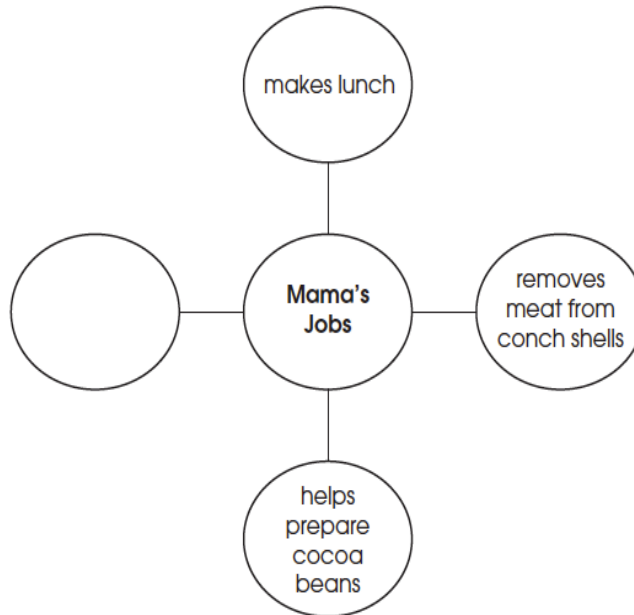 makes lunch
Mama's
Jobs
removes
meat from
conch shells
helps
prepare
cocoa
beans